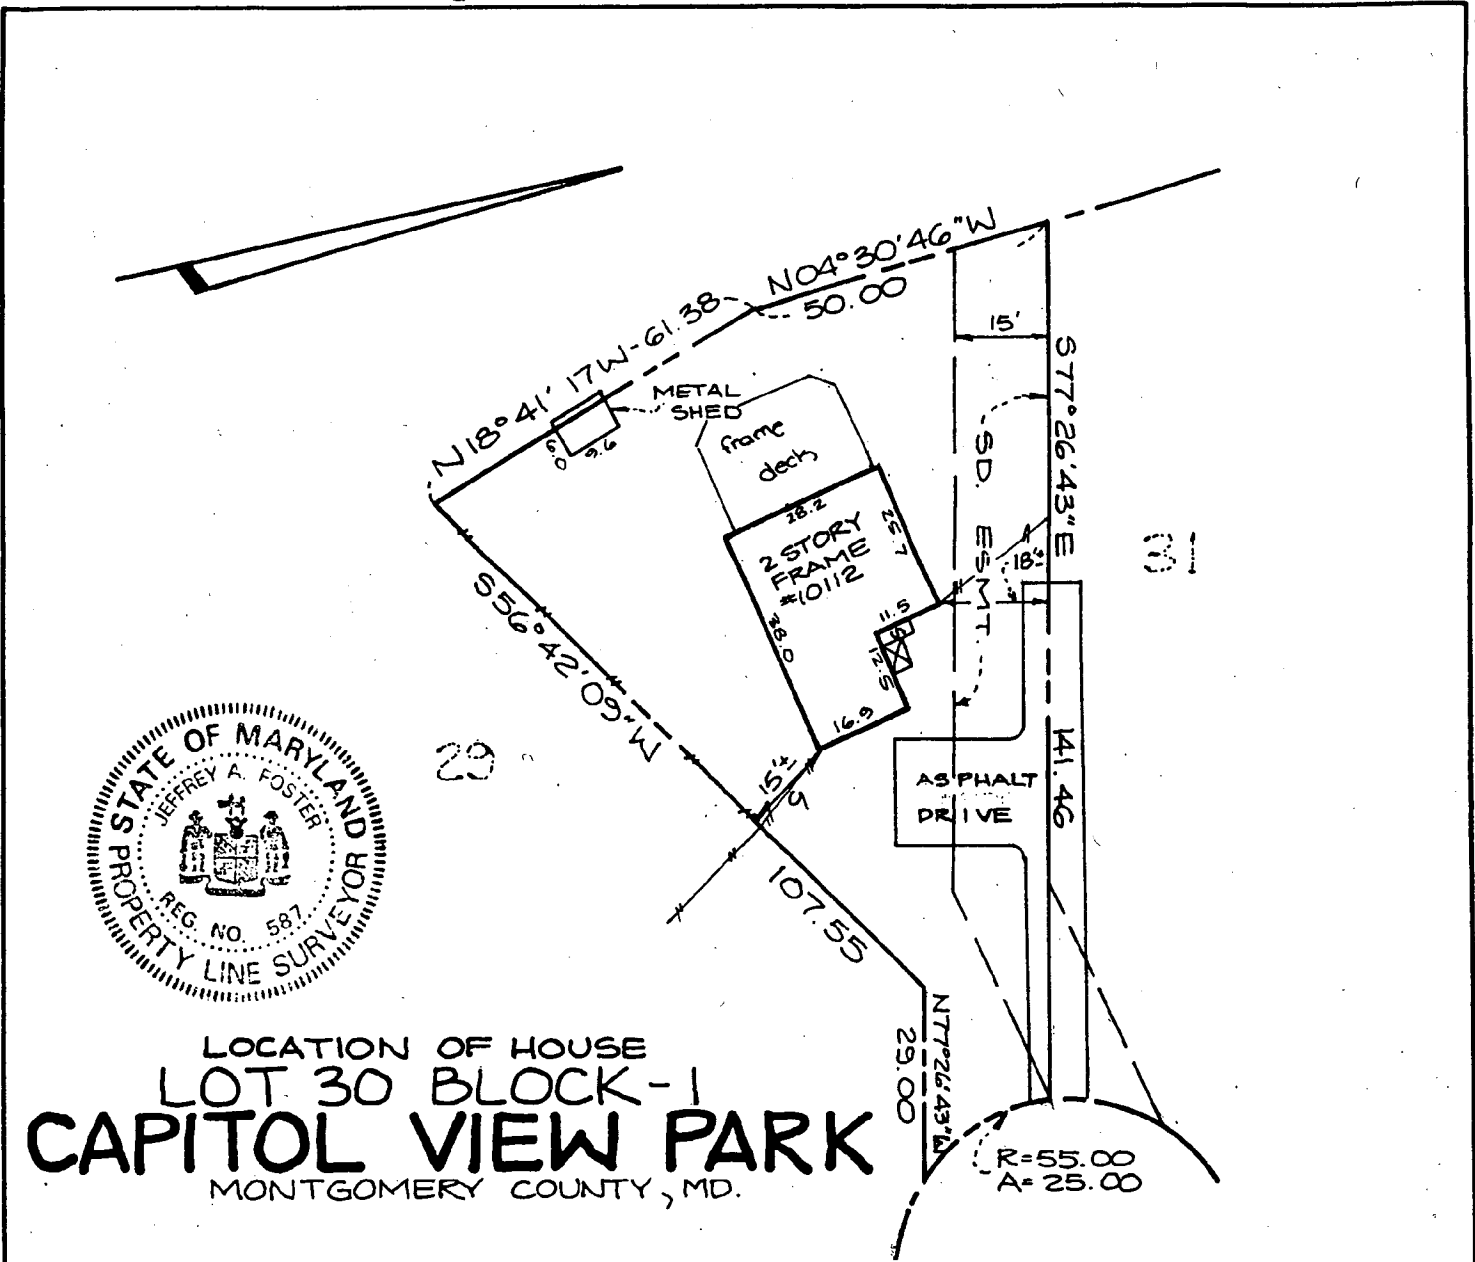 N04°30'46"W
50.00
N18°41'17W-61.38
15'
S77°26'43"E
141.46
METAL
SHED
6.0
9.6
frame
deck
SD. ESMT.
28.2
25.7
2 STORY
FRAME
#10112
38.0
11.5
S
12.5
16.9
18'±
31
S56°42'09"W
107.55
15'±
29
ASPHALT
DRIVE
N77°26'43"W
29.00
R=55.00
A=25.00
STATE OF MARYLAND
JEFFREY A. FOSTER
REG. NO. 587
PROPERTY LINE SURVEYOR
LOCATION OF HOUSE
LOT 30 BLOCK-1
CAPITOL VIEW PARK
MONTGOMERY COUNTY, MD.